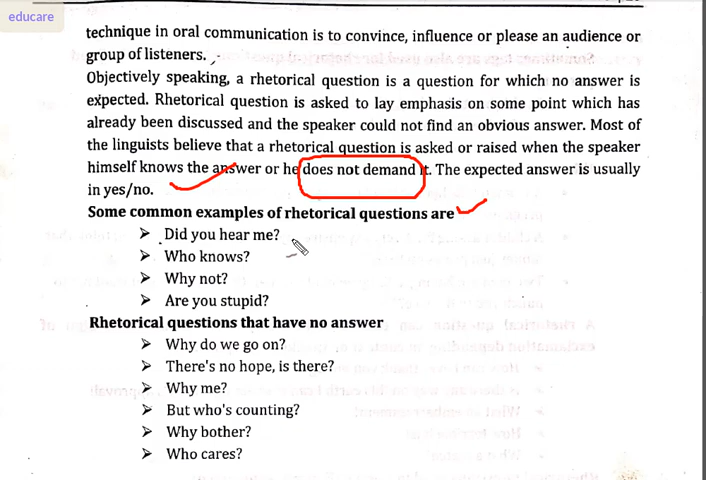 educare
technique in oral communication is to convince, influence or please an audience or
group of listeners.
Objectively speaking, a rhetorical question is a question for which no answer is
expected. Rhetorical question is asked to lay emphasis on some point which has
already been discussed and the speaker could not find an obvious answer. Most of
the linguists believe that a rhetorical question is asked or raised when the speaker
himself knows the answer or he does not demand it. The expected answer is usually
in yes/no.
Some common examples of rhetorical questions are
➢ Did you hear me?
➢ Who knows?
➢ Why not?
➢ Are you stupid?
Rhetorical questions that have no answer
➢ Why do we go on?
➢ There's no hope, is there?
➢ Why me?
➢ But who's counting?
➢ Why bother?
➢ Who cares?